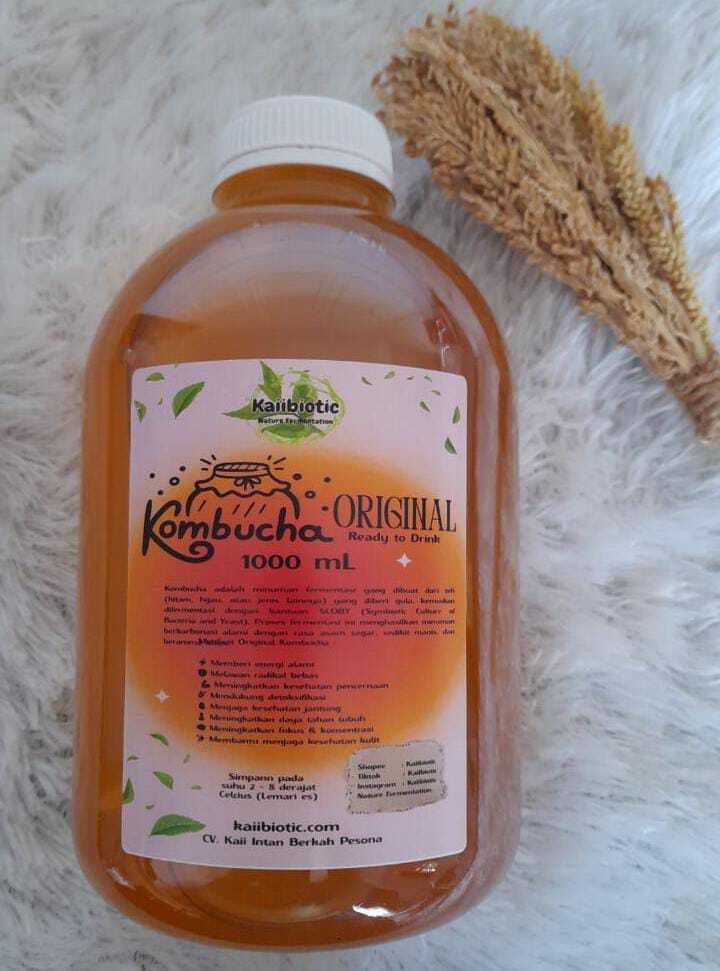 Kaiibiotic
Nature Fermentation
Kombucha ORIGINAL
Ready to Drink
1000 mL
Kombucha adalah minuman fermentasi yang dibuat dari teh
(hitam, hijau, atau jenis lainnya) yang diberi gula, kemudian
difermentasi dengan bantuan SCOBY (Symbiotic Culture of
Bacteria and Yeast). Proses fermentasi ini menghasilkan minuman
berkarbonasi alami dengan rasa asam segar, sedikit manis, dan
Original Kombucha
Memberi energi alami
Melawan radikal bebas
Meningkatkan kesehatan pencernaan
Mendukung detoksifikasi
Menjaga kesehatan jantung
Meningkatkan daya tahan tubuh
Meningkatkan fokus & konsentrasi
Membantu menjaga kesehatan kulit
Simpann pada
suhu 2 - 8 derajat
Celcius (Lemari es)
Shopee : Kaiibiotic
Tiktok : Kaiibiotic
Instagram : Kaiibiotic
Nature Fermentation
kaiibiotic.com
CV. Kaii Intan Berkah Pesona